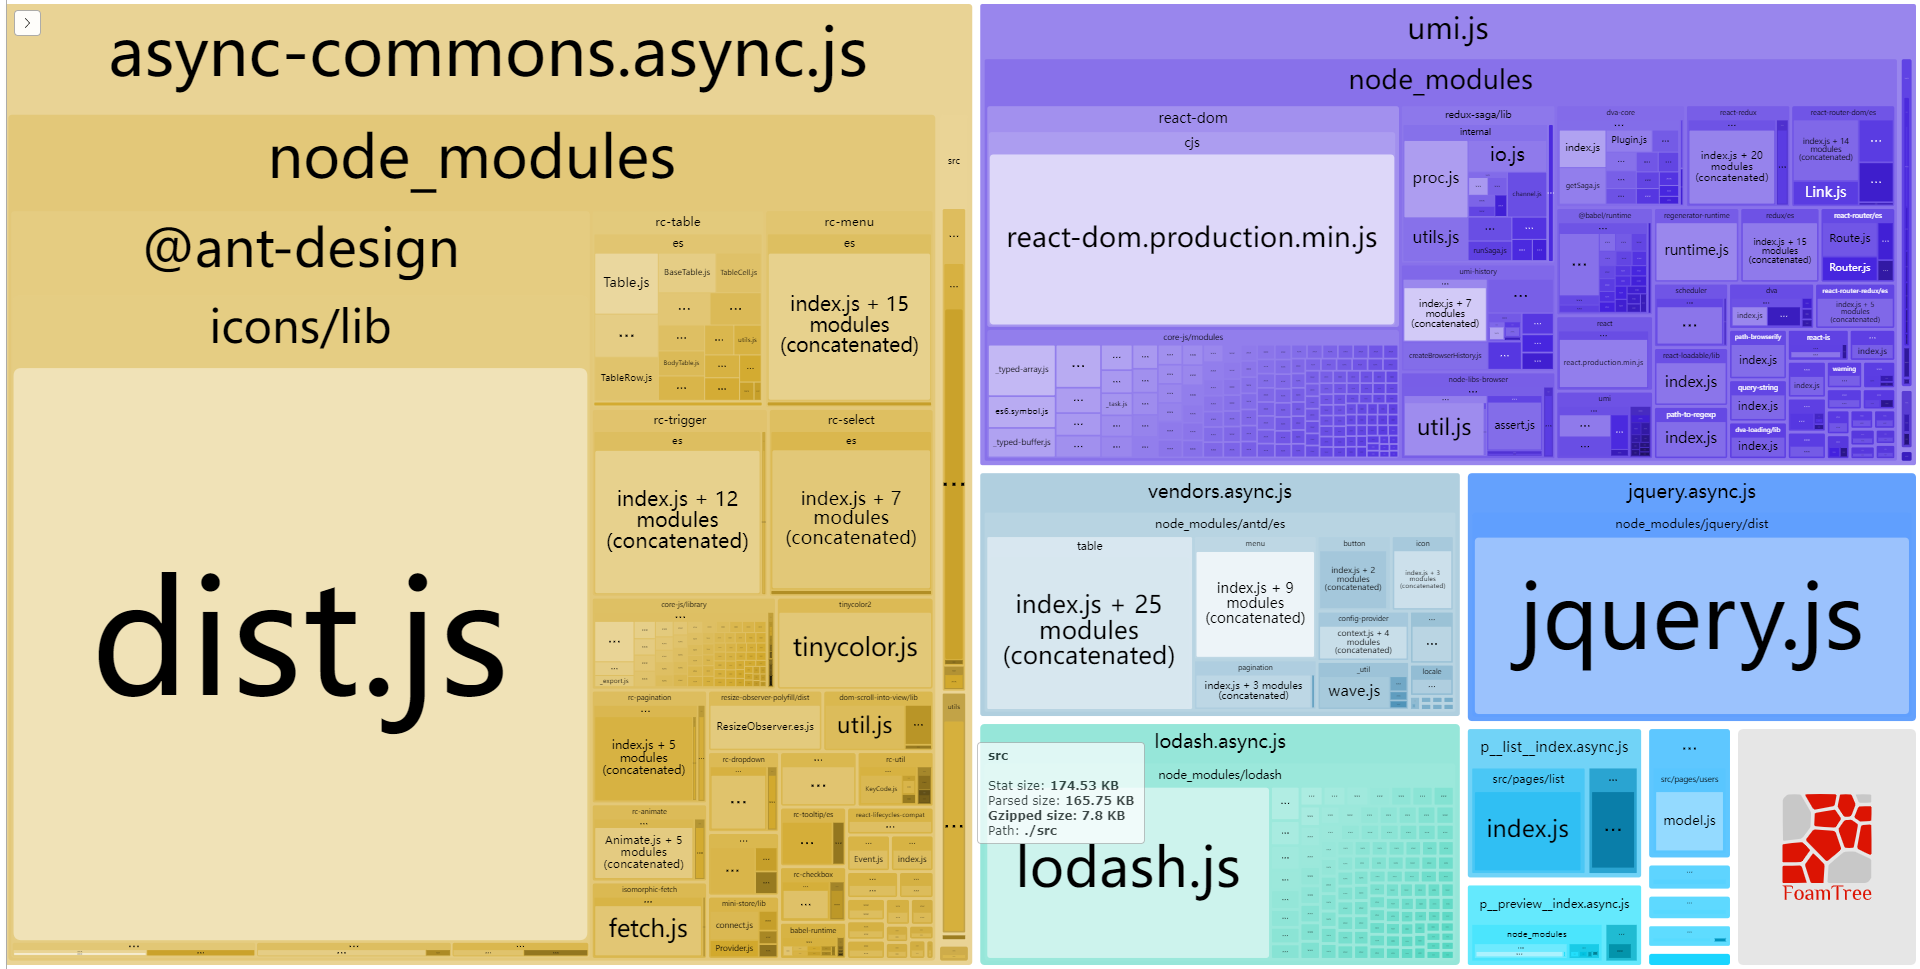 async-commons.async.js
node_modules
src
@ant-design
icons/lib
dist.js
rc-table
es
Table.js
BaseTable.js
TableCell.js
...
utils.js
BodyTable.js
TableRow.js
rc-menu
es
index.js + 15
modules
(concatenated)
rc-trigger
es
index.js + 12
modules
(concatenated)
rc-select
es
index.js + 7
modules
(concatenated)
core-js/library
...
_export.js
tinycolor2
tinycolor.js
rc-pagination
...
index.js + 5
modules
(concatenated)
resize-observer-polyfill/dist
ResizeObserver.es.js
dom-scroll-into-view/lib
util.js
...
utils
rc-dropdown
...
rc-util
KeyCode.js
rc-animate
...
Animate.js + 5
modules
(concatenated)
rc-tooltip/es
...
react-lifecycles-compat
...
Event.js
index.js
rc-checkbox
...
isomorphic-fetch
...
fetch.js
mini-store/lib
connect.js
Provider.js
babel-runtime
...
umi.js
node_modules
react-dom
cjs
react-dom.production.min.js
core-js/modules
_typed-array.js
es6.symbol.js
_typed-buffer.js
_task.js
redux-saga/lib
internal
proc.js
io.js
channel.js
utils.js
runSaga.js
umi-history
...
index.js + 7
modules
(concatenated)
createBrowserHistory.js
node-libs-browser
...
util.js
assert.js
dva-core
...
index.js
Plugin.js
getSaga.js
react-redux
...
index.js + 20
modules
(concatenated)
react-router-dom/es
index.js + 14
modules
(concatenated)
Link.js
@babel/runtime
...
regenerator-runtime
runtime.js
redux/es
index.js + 15
modules
(concatenated)
react-router/es
Route.js
Router.js
scheduler
...
dva
index.js
...
react-router-redux/es
index.js + 5
modules
(concatenated)
react
...
react.production.min.js
react-loadable/lib
index.js
path-browserify
index.js
react-is
...
index.js
query-string
index.js
index.js
warning
umi
...
path-to-regexp
index.js
dva-loading/lib
index.js
vendors.async.js
node_modules/antd/es
table
index.js + 25
modules
(concatenated)
menu
index.js + 9
modules
(concatenated)
button
index.js + 2
modules
(concatenated)
icon
index.js + 3
modules
(concatenated)
config-provider
context.js + 4
modules
(concatenated)
...
pagination
index.js + 3 modules
(concatenated)
_util
wave.js
locale
...
jquery.async.js
node_modules/jquery/dist
jquery.js
lodash.async.js
node_modules/lodash
lodash.js
src
Stat size: 174.53 KB
Parsed size: 165.75 KB
Gzipped size: 7.8 KB
Path: ./src
p__list__index.async.js
src/pages/list
index.js
...
...
src/pages/users
model.js
p__preview__index.async.js
node_modules
...
FoamTree